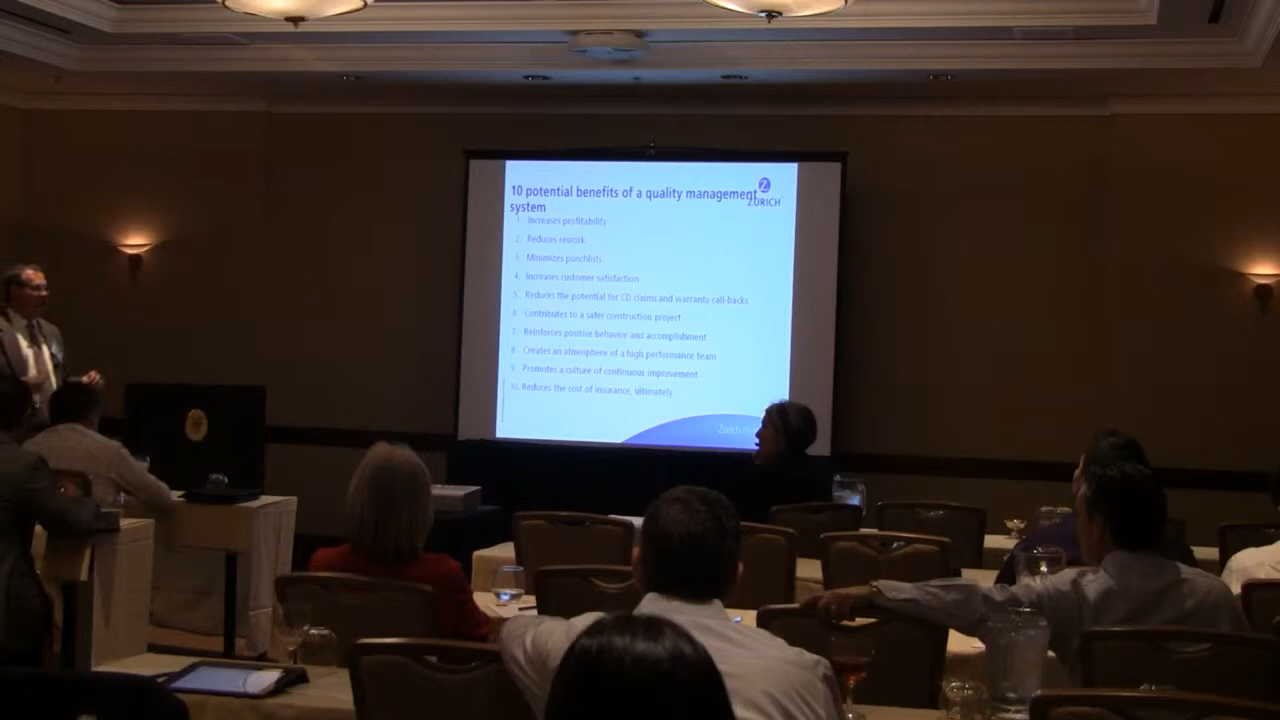 10 potential benefits of a quality management
system
ZURICH
1. Increases profitability
2. Reduces rework
3. Minimizes punchlists
4. Increases customer satisfaction
5. Reduces the potential for CD claims and warranty call-backs
6. Contributes to a safer construction project
7. Reinforces positive behavior and accomplishment
8. Creates an atmosphere of a high performance team
9. Promotes a culture of continuous improvement
10. Reduces the cost of insurance, ultimately
Zurich